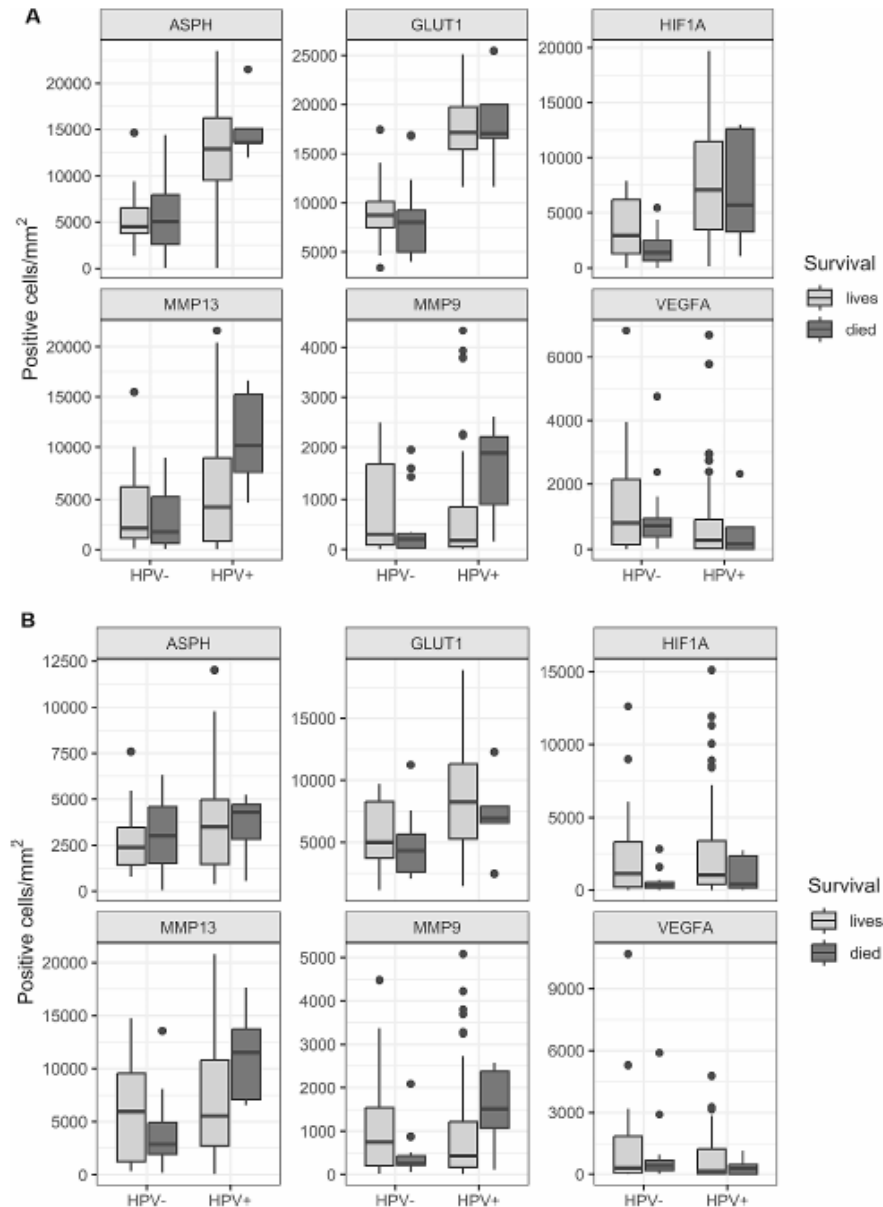 A
ASPH GLUT1 HIF1A
20000 15000 10000 5000 0
25000 20000 15000 10000 5000
20000 15000 10000 5000 0
MMP13 MMP9 VEGFA
20000 15000 10000 5000 0
4000 3000 2000 1000 0
6000 4000 2000 0
HPV- HPV+ HPV- HPV+ HPV- HPV+
Positive cells/mm²
Survival
lives
died
B
ASPH GLUT1 HIF1A
12500 10000 7500 5000 2500 0
15000 10000 5000
15000 10000 5000 0
MMP13 MMP9 VEGFA
20000 15000 10000 5000 0
5000 4000 3000 2000 1000 0
9000 6000 3000 0
HPV- HPV+ HPV- HPV+ HPV- HPV+
Positive cells/mm²
Survival
lives
died